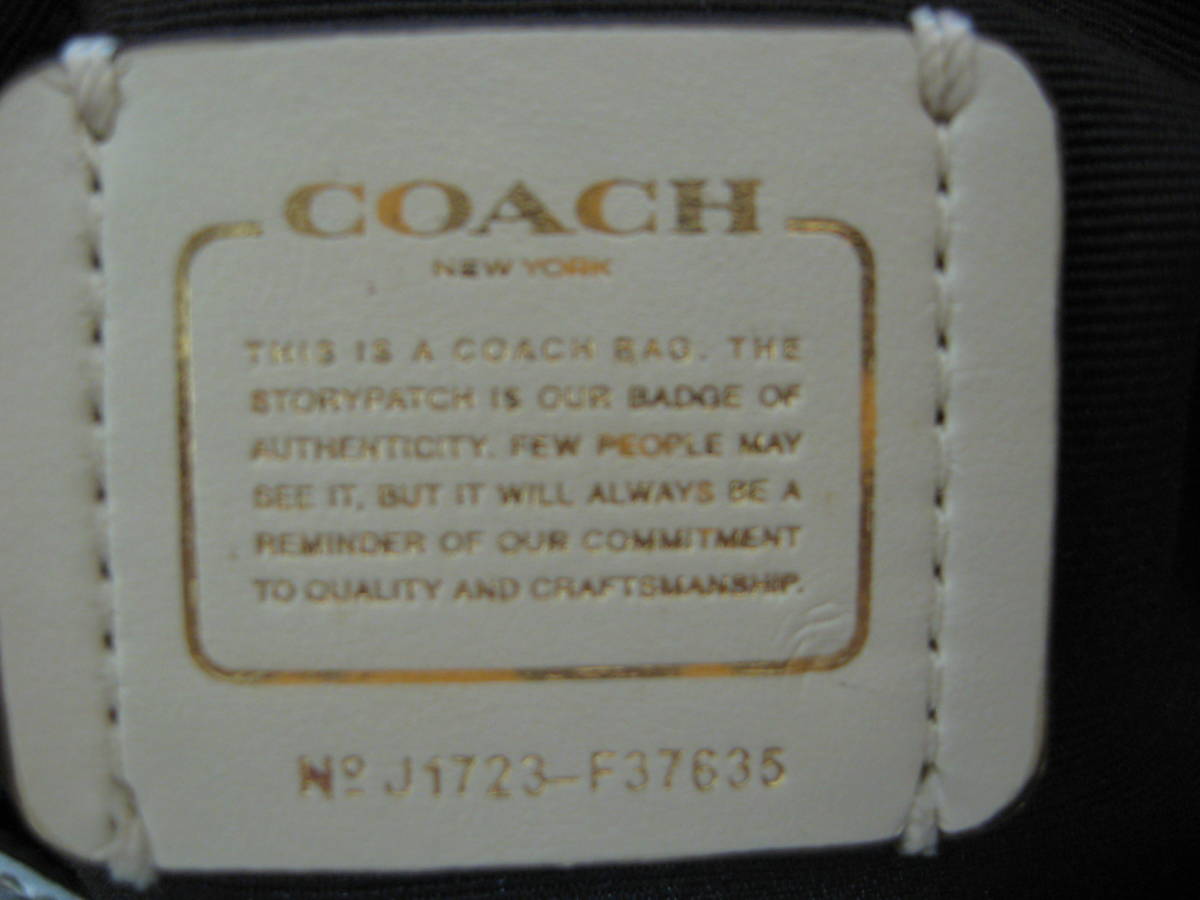 COACH
NEW YORK
THIS IS A COACH BAG. THE
STORYPATCH IS OUR BADGE OF
AUTHENTICITY. FEW PEOPLE MAY
SEE IT, BUT IT WILL ALWAYS BE A
REMINDER OF OUR COMMITMENT
TO QUALITY AND CRAFTSMANSHIP.
Nº J1723-F37635